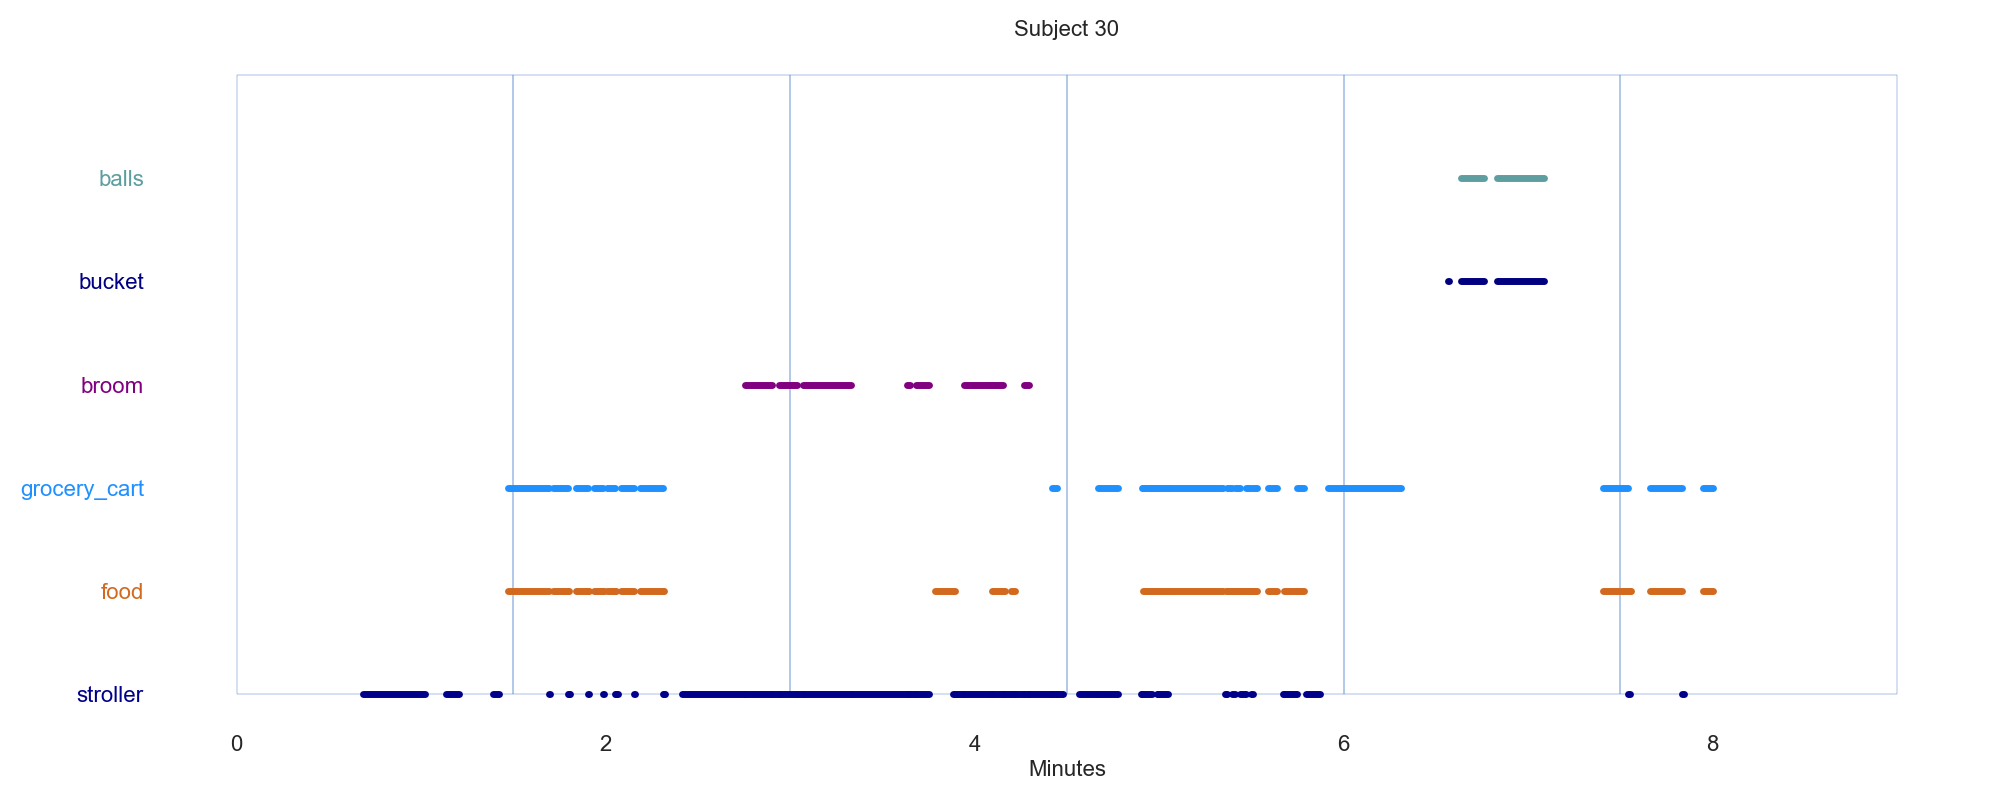 Subject 30
balls
bucket
broom
grocery_cart
food
stroller
0 2 4 6 8
Minutes